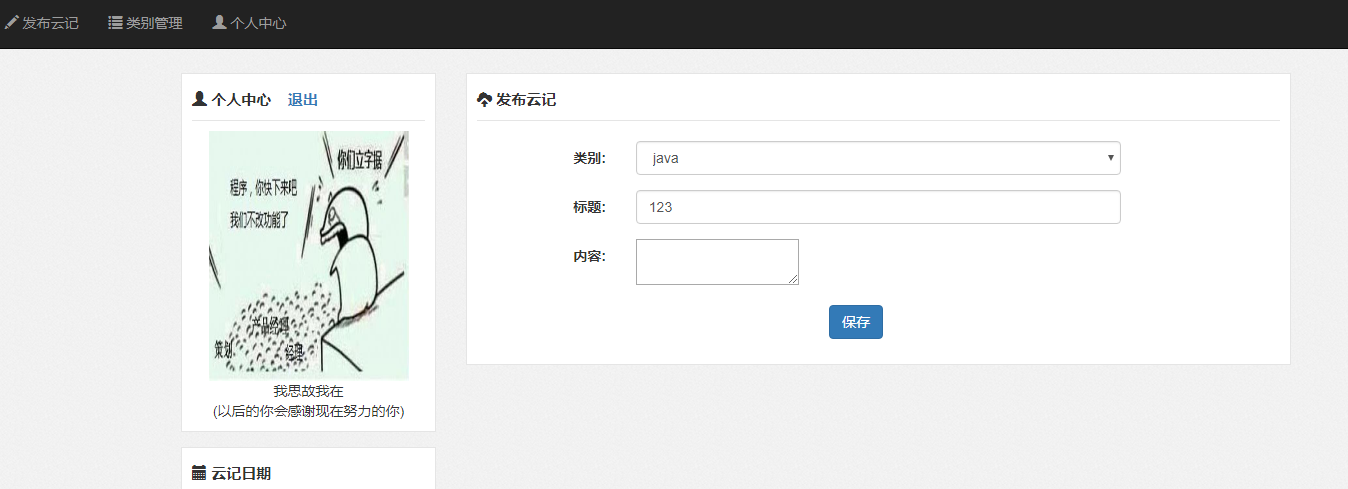 发布云记 类别管理 个人中心
个人中心 退出
你们立字据
程序，你快下来吧
我们不改功能了
产品经理
策划
经理
我思故我在
(以后的你会感谢现在努力的你)
云记日期
发布云记
类别: java
标题: 123
内容:
保存